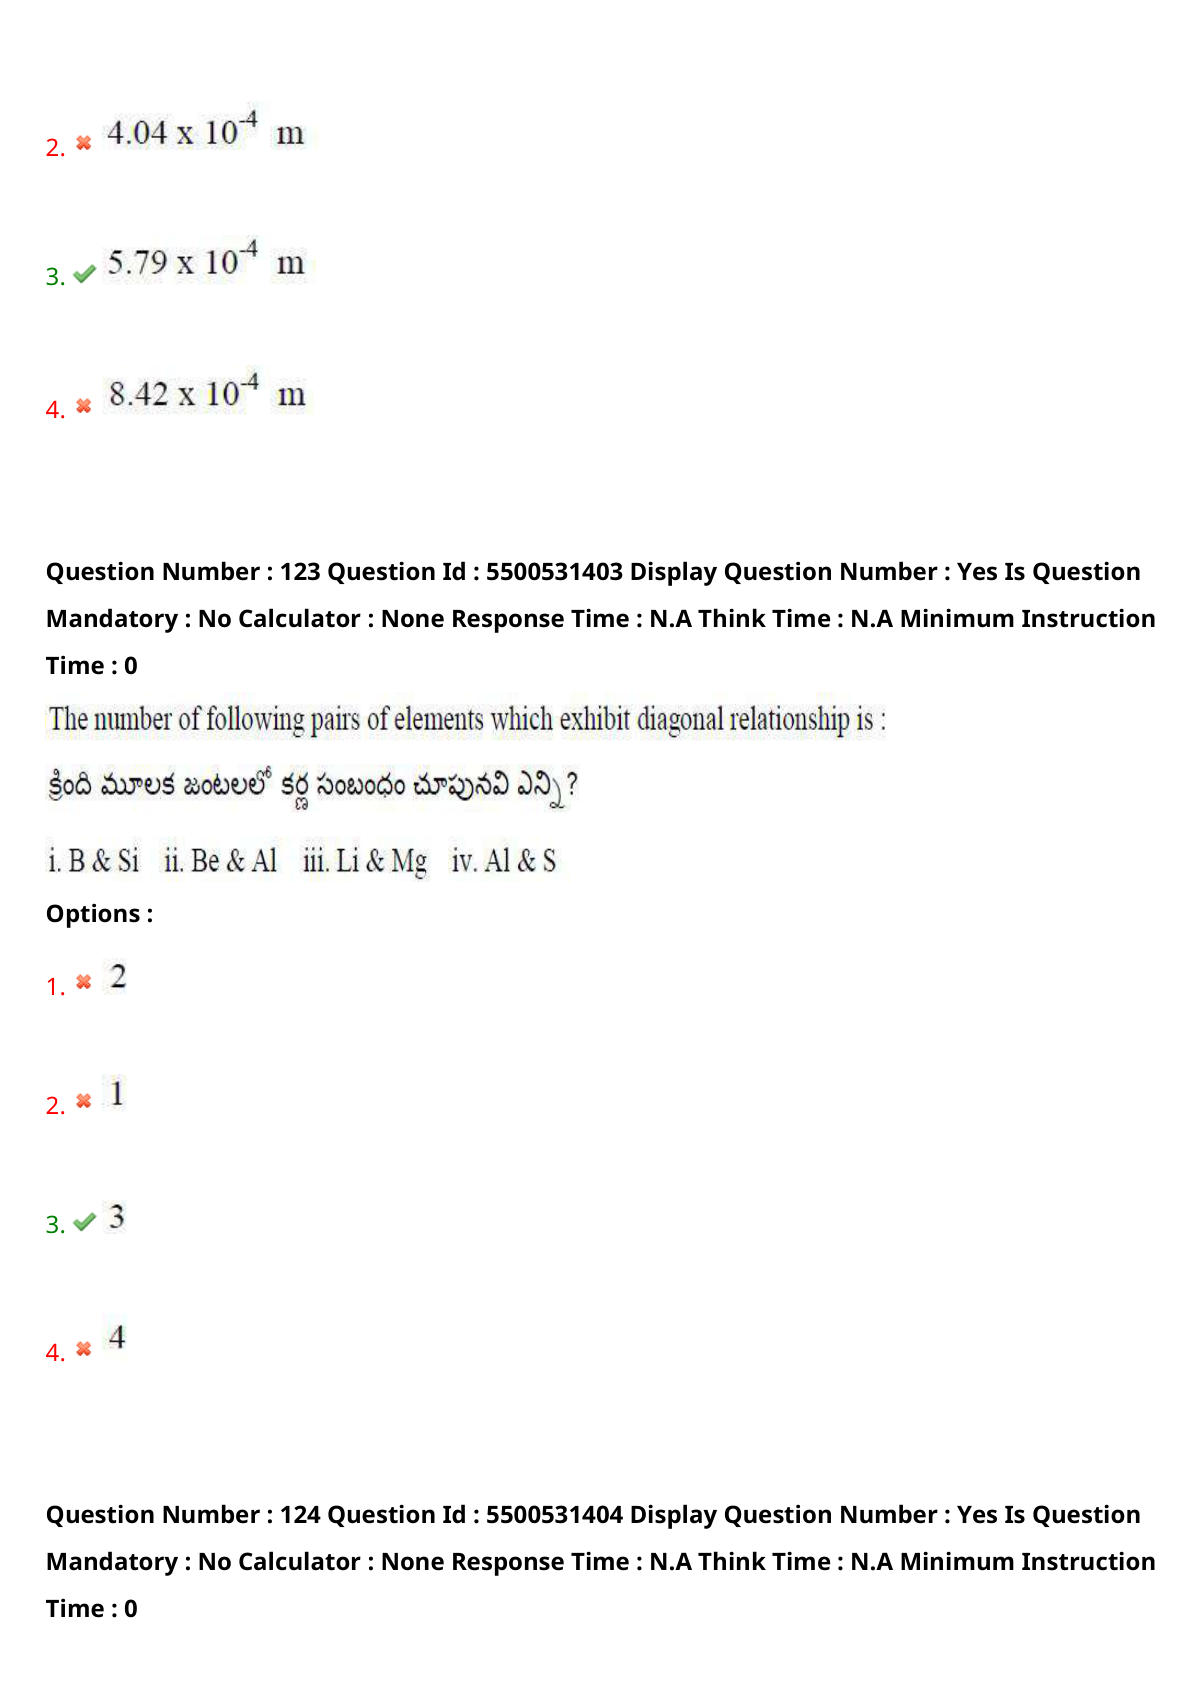 2. ✖ 4.04 x 10⁻⁴ m
3. ✔ 5.79 x 10⁻⁴ m
4. ✖ 8.42 x 10⁻⁴ m
Question Number : 123 Question Id : 5500531403 Display Question Number : Yes Is Question
Mandatory : No Calculator : None Response Time : N.A Think Time : N.A Minimum Instruction
Time : 0
The number of following pairs of elements which exhibit diagonal relationship is :
క్రింది మూలక జంటలలో కర్ణ సంబంధం చూపునవి ఎన్ని?
i. B & Si ii. Be & Al iii. Li & Mg iv. Al & S
Options :
1. ✖ 2
2. ✖ 1
3. ✔ 3
4. ✖ 4
Question Number : 124 Question Id : 5500531404 Display Question Number : Yes Is Question
Mandatory : No Calculator : None Response Time : N.A Think Time : N.A Minimum Instruction
Time : 0